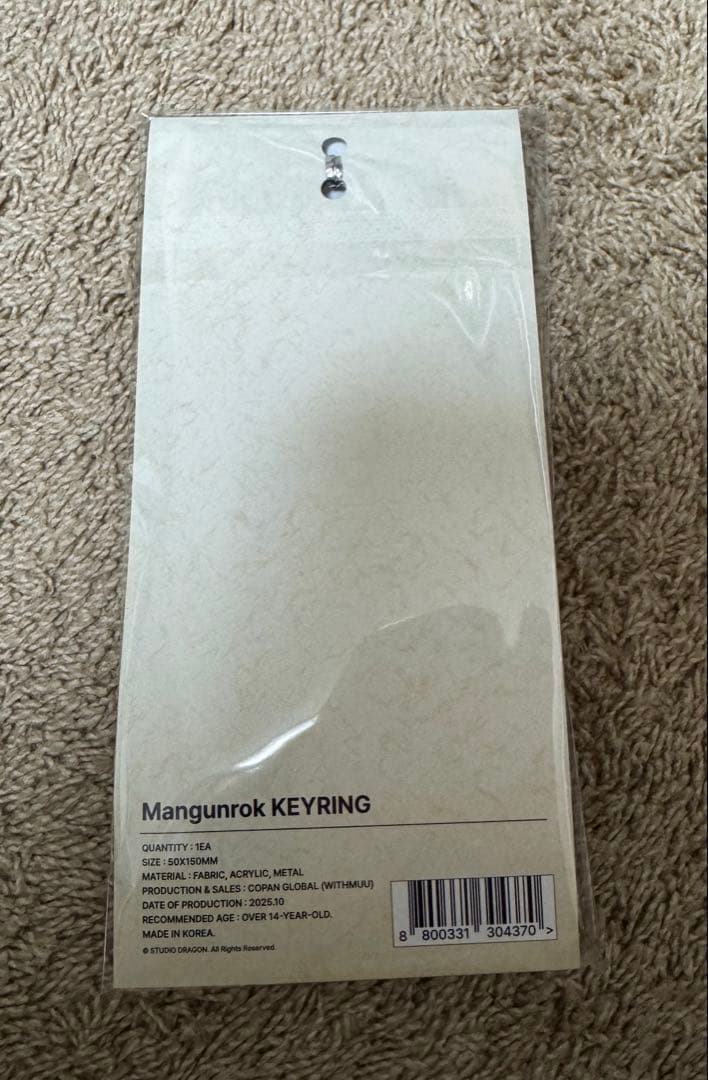 Mangunrok KEYRING
QUANTITY : 1EA
SIZE : 50X150MM
MATERIAL : FABRIC, ACRYLIC, METAL
PRODUCTION & SALES : COPAN GLOBAL (WITHMUU)
DATE OF PRODUCTION : 2025.10
RECOMMENDED AGE : OVER 14-YEAR-OLD.
MADE IN KOREA.
© STUDIO DRAGON. All Rights Reserved.
8 800331 304370 >